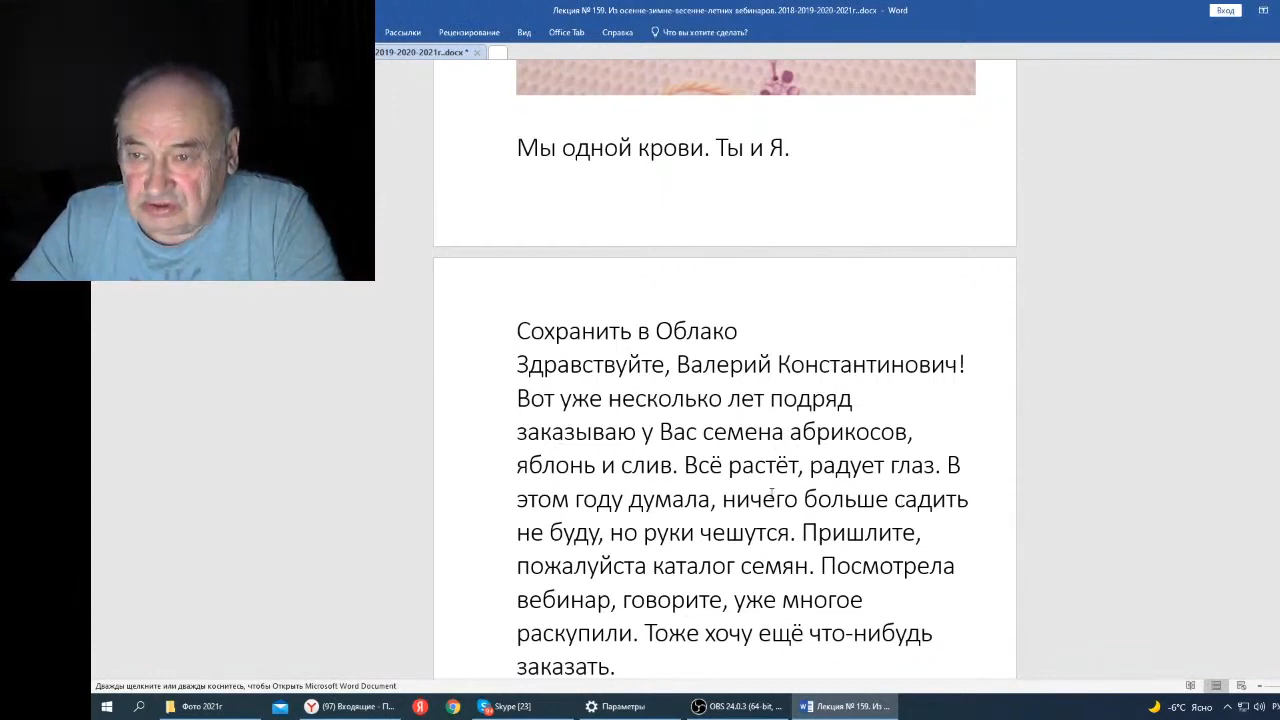 Лекция № 159. Из осенне-зимне-весенне-летних вебинаров. 2018-2019-2020-2021г..docx - Word
Вход
Рассылки Рецензирование Вид Office Tab Справка Что вы хотите сделать?
2019-2020-2021г..docx *
Мы одной крови. Ты и Я.
Сохранить в Облако
Здравствуйте, Валерий Константинович!
Вот уже несколько лет подряд
заказываю у Вас семена абрикосов,
яблонь и слив. Всё растёт, радует глаз. В
этом году думала, ничего больше садить
не буду, но руки чешутся. Пришлите,
пожалуйста каталог семян. Посмотрела
вебинар, говорите, уже многое
раскупили. Тоже хочу ещё что-нибудь
заказать.
Дважды щелкните или дважды коснитесь, чтобы Открыть Microsoft Word Document
Фото 2021г (97) Входящие - П... Skype [23] Параметры OBS 24.0.3 (64-bit, ... Лекция № 159. Из ... -6°C Ясно